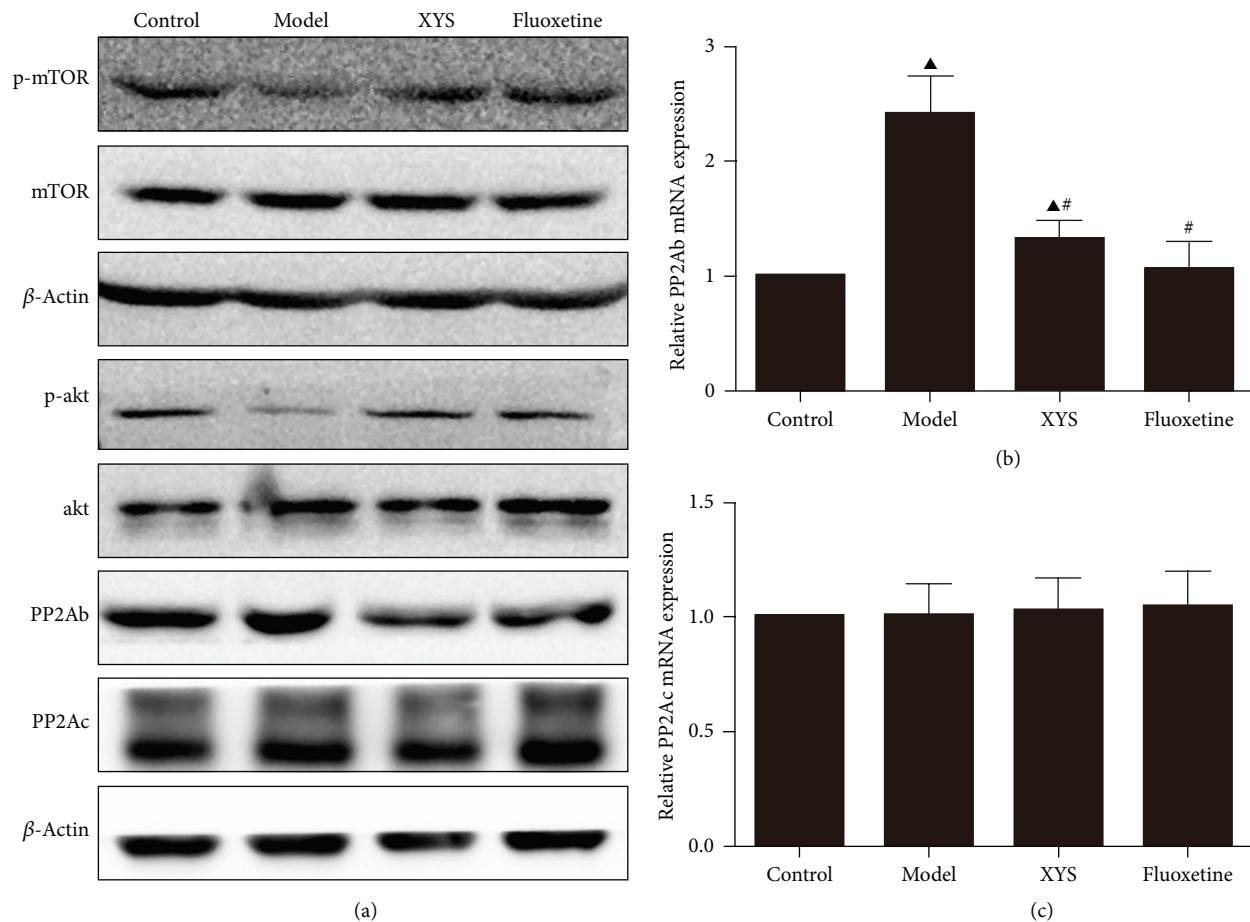 Control Model XYS Fluoxetine
p-mTOR
mTOR
β-Actin
p-akt
akt
PP2Ab
PP2Ac
β-Actin
(a)
Relative PP2Ab mRNA expression
3
2
1
0
▲
▲#
#
Control Model XYS Fluoxetine
(b)
Relative PP2Ac mRNA expression
1.5
1.0
0.5
0.0
Control Model XYS Fluoxetine
(c)